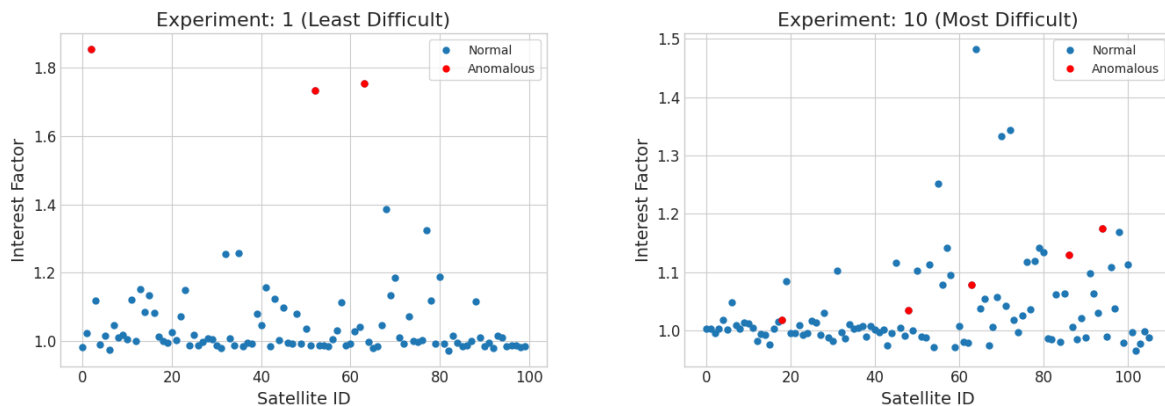 Experiment: 1 (Least Difficult)
Normal
Anomalous
1.8
1.6
1.4
1.2
1.0
Interest Factor
0
20
40
60
80
100
Satellite ID
Experiment: 10 (Most Difficult)
Normal
Anomalous
1.5
1.4
1.3
1.2
1.1
1.0
Interest Factor
0
20
40
60
80
100
Satellite ID